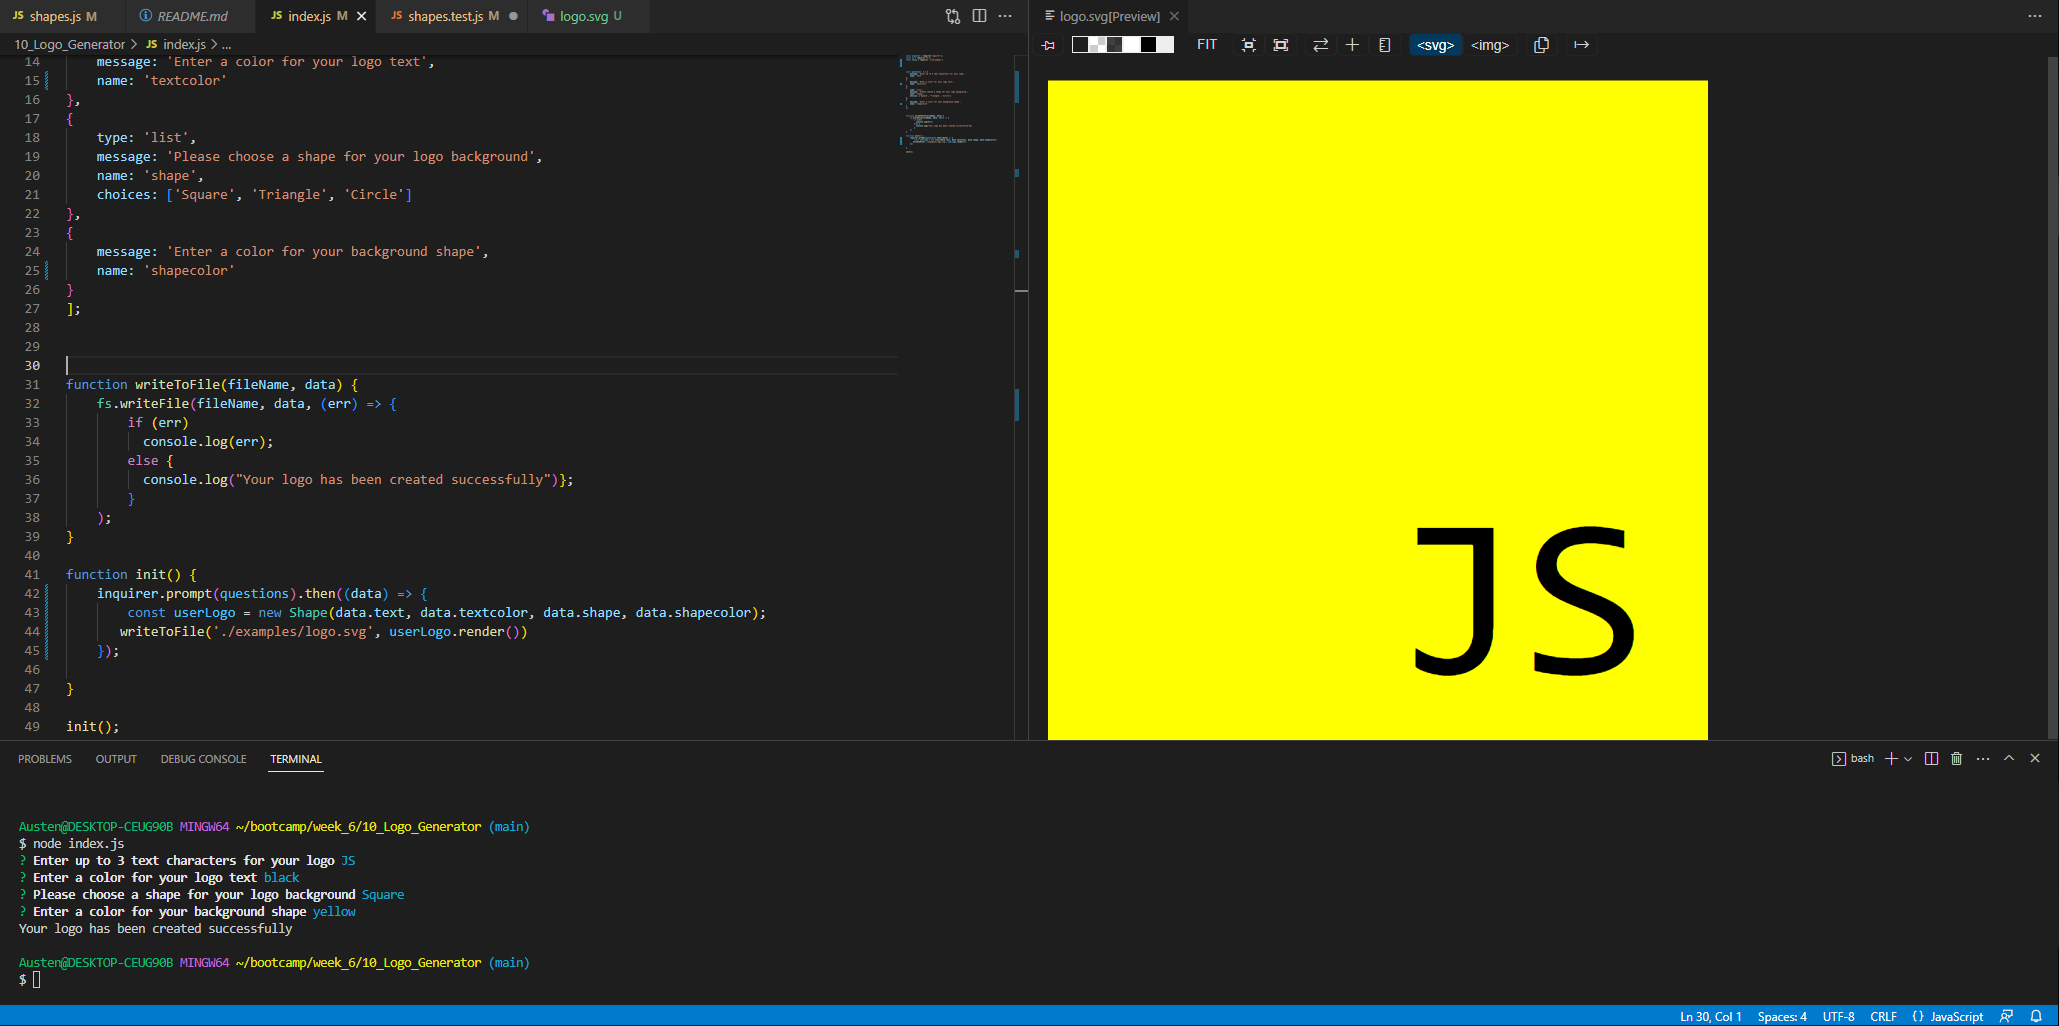 JS shapes.js M
README.md
JS index.js M
JS shapes.test.js M
logo.svg U
10_Logo_Generator > JS index.js > ...
14 message: 'Enter a color for your logo text',
15 name: 'textcolor'
16 },
17 {
18 type: 'list',
19 message: 'Please choose a shape for your logo background',
20 name: 'shape',
21 choices: ['Square', 'Triangle', 'Circle']
22 },
23 {
24 message: 'Enter a color for your background shape',
25 name: 'shapecolor'
26 }
27 ];
28
29
30
31 function writeToFile(fileName, data) {
32 fs.writeFile(fileName, data, (err) => {
33 if (err)
34 console.log(err);
35 else {
36 console.log("Your logo has been created successfully")};
37 }
38 );
39 }
40
41 function init() {
42 inquirer.prompt(questions).then((data) => {
43 const userLogo = new Shape(data.text, data.textcolor, data.shape, data.shapecolor);
44 writeToFile('./examples/logo.svg', userLogo.render())
45 });
46
47 }
48
49 init();
logo.svg[Preview]
FIT
<svg>
<img>
JS
PROBLEMS
OUTPUT
DEBUG CONSOLE
TERMINAL
bash
Austen@DESKTOP-CEUG90B MINGW64 ~/bootcamp/week_6/10_Logo_Generator (main)
$ node index.js
? Enter up to 3 text characters for your logo JS
? Enter a color for your logo text black
? Please choose a shape for your logo background Square
? Enter a color for your background shape yellow
Your logo has been created successfully
Austen@DESKTOP-CEUG90B MINGW64 ~/bootcamp/week_6/10_Logo_Generator (main)
$
Ln 30, Col 1
Spaces: 4
UTF-8
CRLF
{} JavaScript